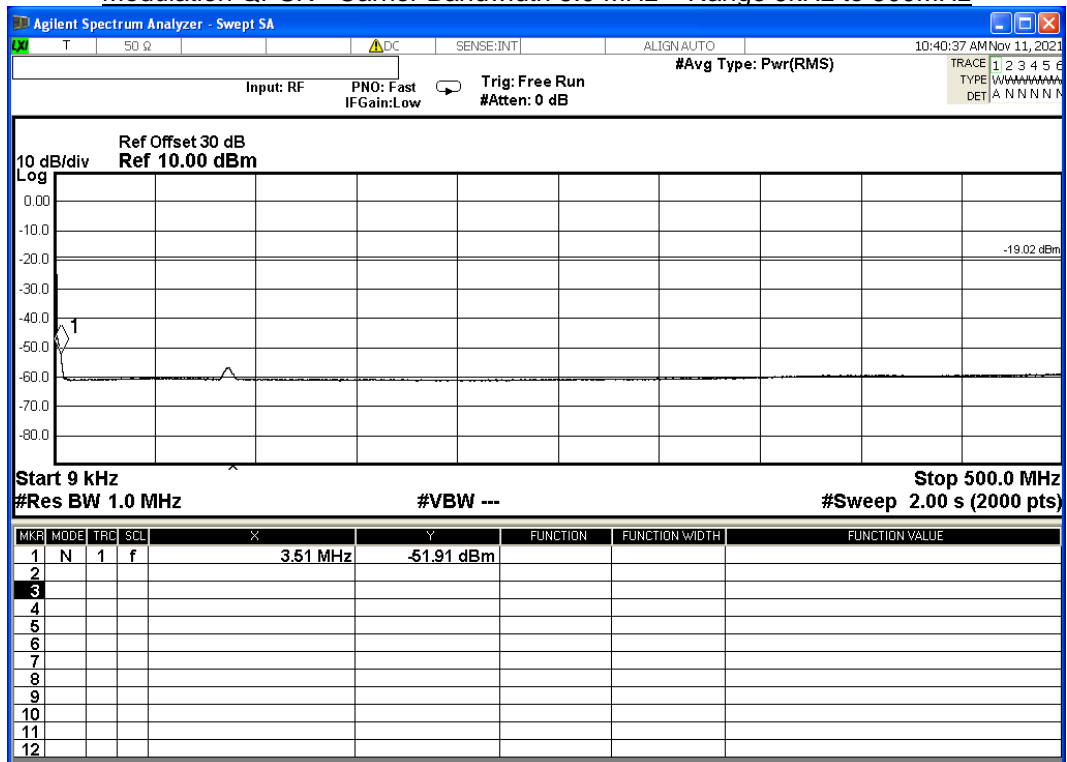 Agilent Spectrum Analyzer - Swept SA
LXI T 50 Ω DC SENSE:INT ALIGN AUTO 10:40:37 AM Nov 11, 2021
#Avg Type: Pwr(RMS)
TRACE 1 2 3 4 5 6
TYPE
DET A N N N N N
Input: RF PNO: Fast Trig: Free Run
IFGain:Low #Atten: 0 dB
Ref Offset 30 dB
10 dB/div Ref 10.00 dBm
Log
0.00
-10.0
-19.02 dBm
-20.0
-30.0
-40.0
1
-50.0
-60.0
-70.0
-80.0
Start 9 kHz Stop 500.0 MHz
#Res BW 1.0 MHz #VBW --- #Sweep 2.00 s (2000 pts)
MKR MODE TRC SCL X Y FUNCTION FUNCTION WIDTH FUNCTION VALUE
1 N 1 f 3.51 MHz -51.91 dBm
2
3
4
5
6
7
8
9
10
11
12